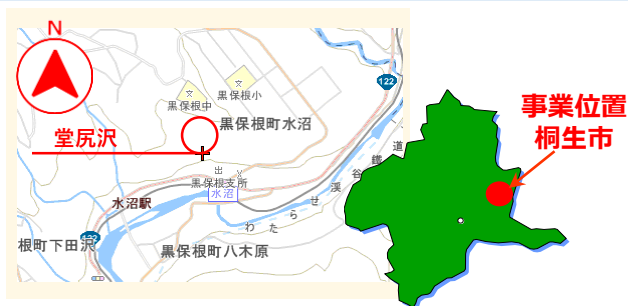 N
122
黒保根中
黒保根小
黒保根町水沼
堂尻沢
出
黒保根支所
水沼
水沼駅
わたらせ渓谷鐵道
122
根町下田沢
黒保根町八木原
事業位置
桐生市